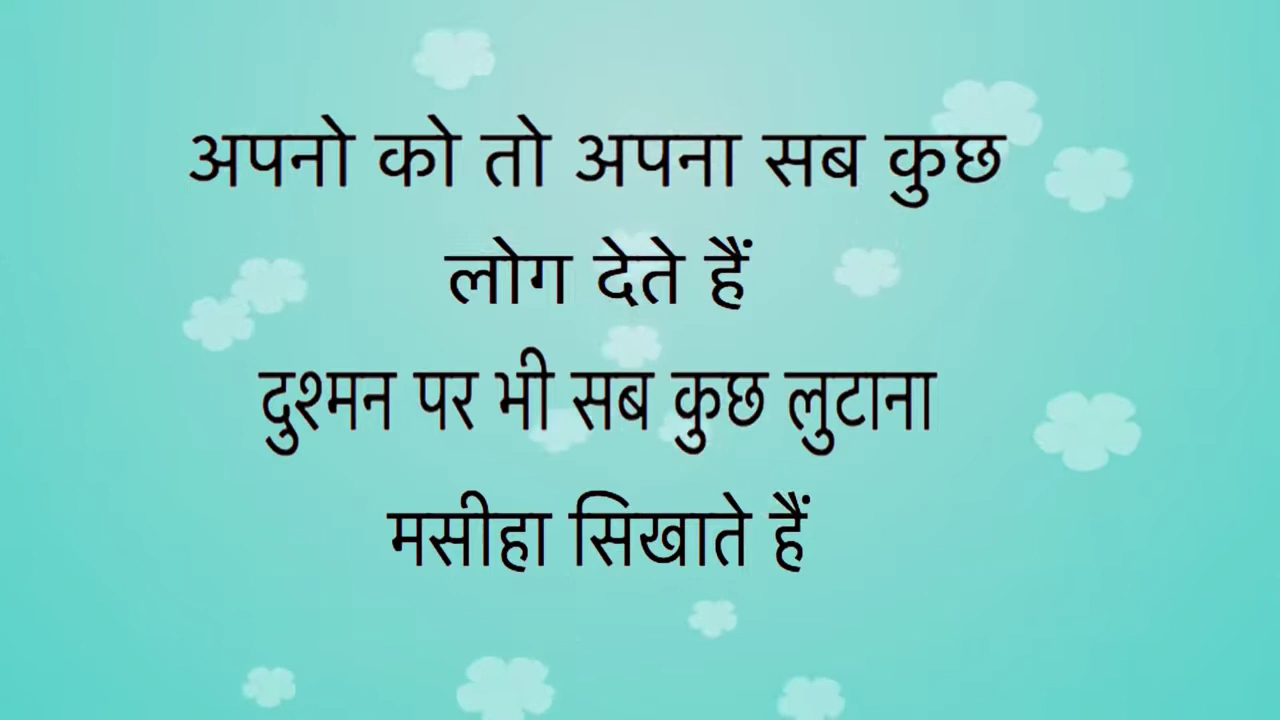 अपनो को तो अपना सब कुछ
लोग देते हैं
दुश्मन पर भी सब कुछ लुटाना
मसीहा सिखाते हैं